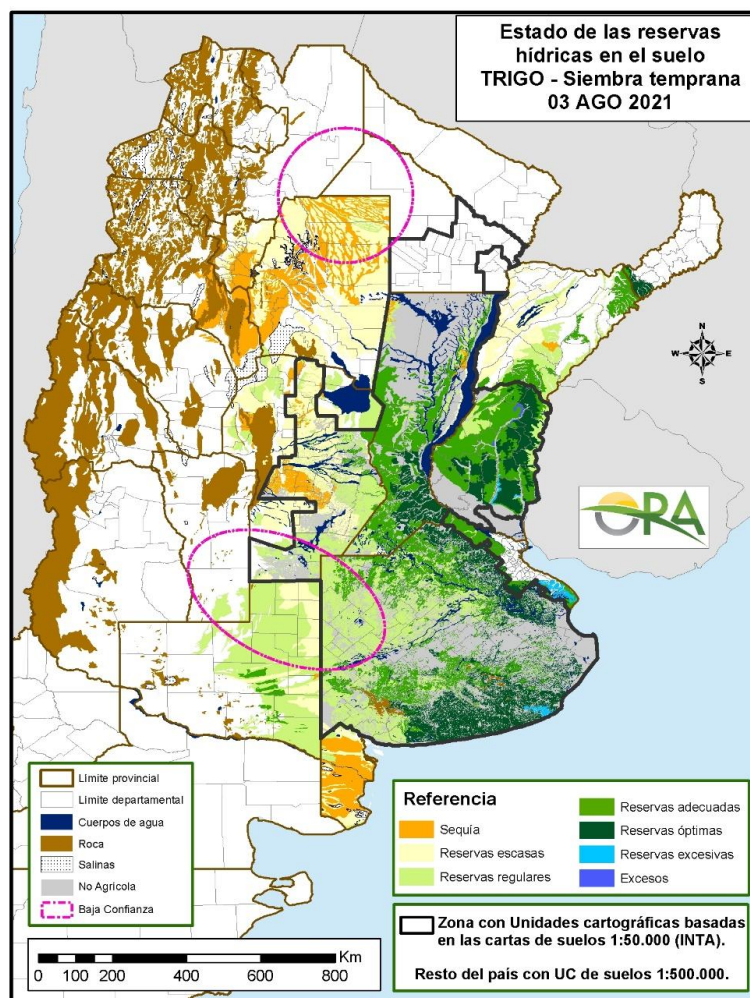 Estado de las reservas
hídricas en el suelo
TRIGO - Siembra temprana
03 AGO 2021
N
W
E
S
ORA
Límite provincial
Límite departamental
Cuerpos de agua
Roca
Salinas
No Agricola
Baja Confianza
Referencia
Sequía
Reservas escasas
Reservas regulares
Reservas adecuadas
Reservas óptimas
Reservas excesivas
Excesos
Zona con Unidades cartográficas basadas
en las cartas de suelos 1:50.000 (INTA).
Resto del país con UC de suelos 1:500.000.
Km
0 100 200 400 600 800